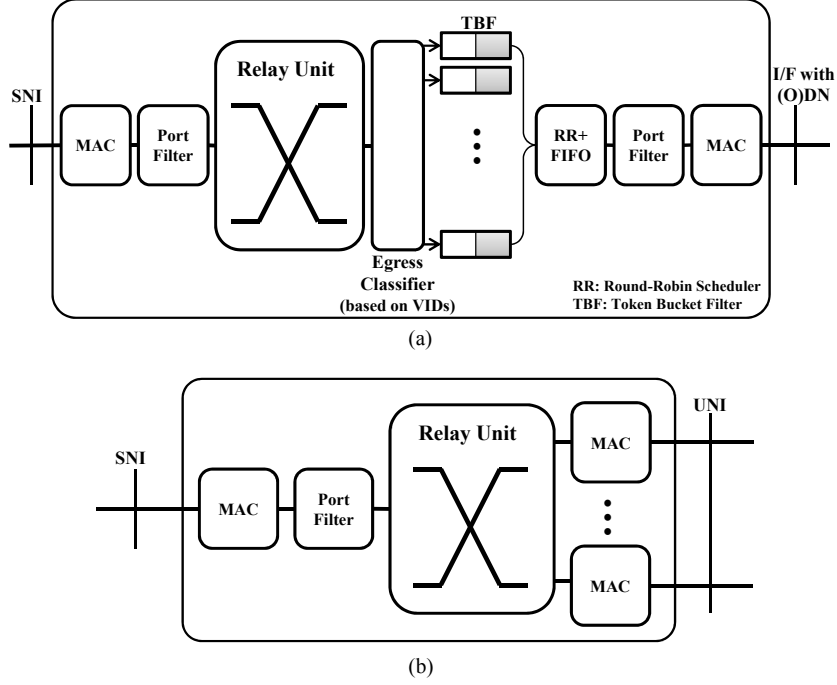 TBF
Relay Unit
I/F with
(O)DN
SNI
MAC
Port
Filter
RR+
FIFO
Port
Filter
MAC
Egress
Classifier
(based on VIDs)
RR: Round-Robin Scheduler
TBF: Token Bucket Filter
(a)
UNI
Relay Unit
MAC
SNI
MAC
Port
Filter
MAC
(b)